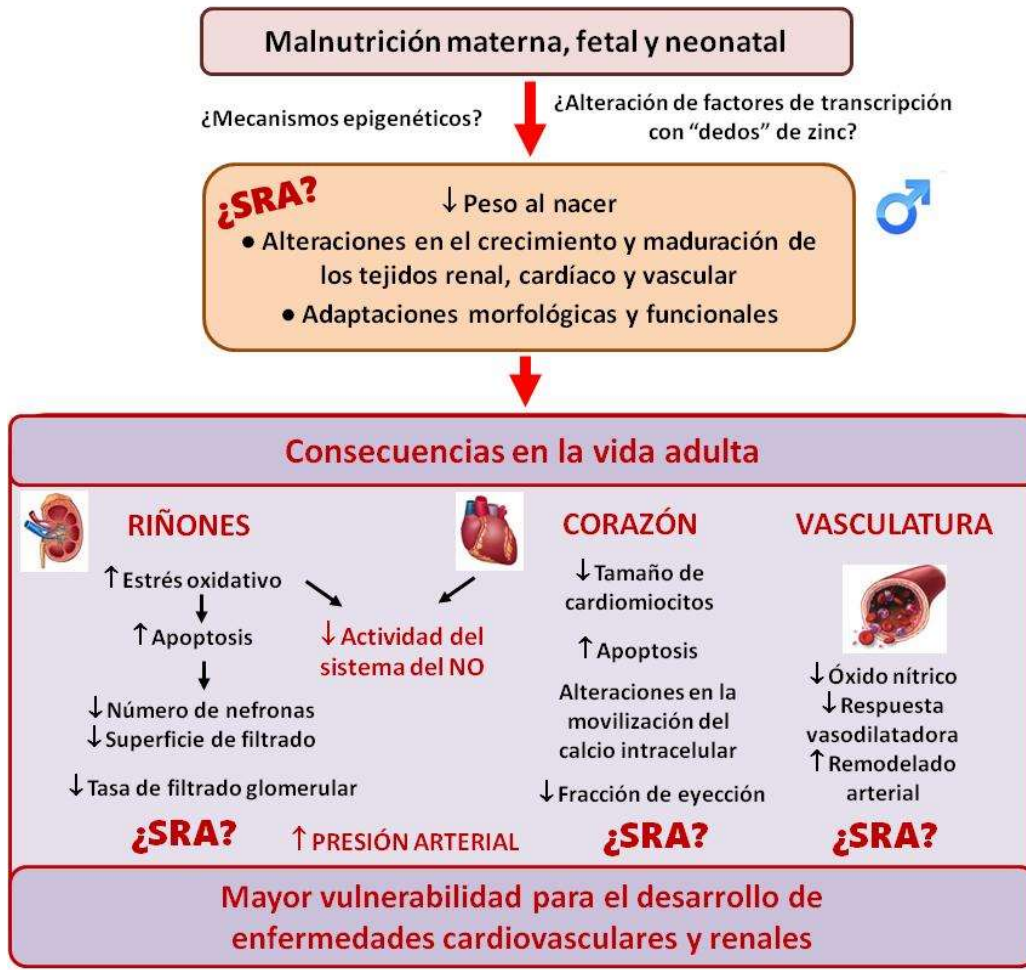 Malnutrición materna, fetal y neonatal
¿Mecanismos epigenéticos?
¿Alteración de factores de transcripción
con “dedos” de zinc?
¿SRA?
↓ Peso al nacer
● Alteraciones en el crecimiento y maduración de
los tejidos renal, cardíaco y vascular
● Adaptaciones morfológicas y funcionales
Consecuencias en la vida adulta
RIÑONES
↑ Estrés oxidativo
↑ Apoptosis
↓ Número de nefronas
↓ Superficie de filtrado
↓ Tasa de filtrado glomerular
¿SRA?
↓ Actividad del
sistema del NO
↑ PRESIÓN ARTERIAL
CORAZÓN
↓ Tamaño de
cardiomiocitos
↑ Apoptosis
Alteraciones en la
movilización del
calcio intracelular
↓ Fracción de eyección
¿SRA?
VASCULATURA
↓ Óxido nítrico
↓ Respuesta
vasodilatadora
↑ Remodelado
arterial
¿SRA?
Mayor vulnerabilidad para el desarrollo de
enfermedades cardiovasculares y renales